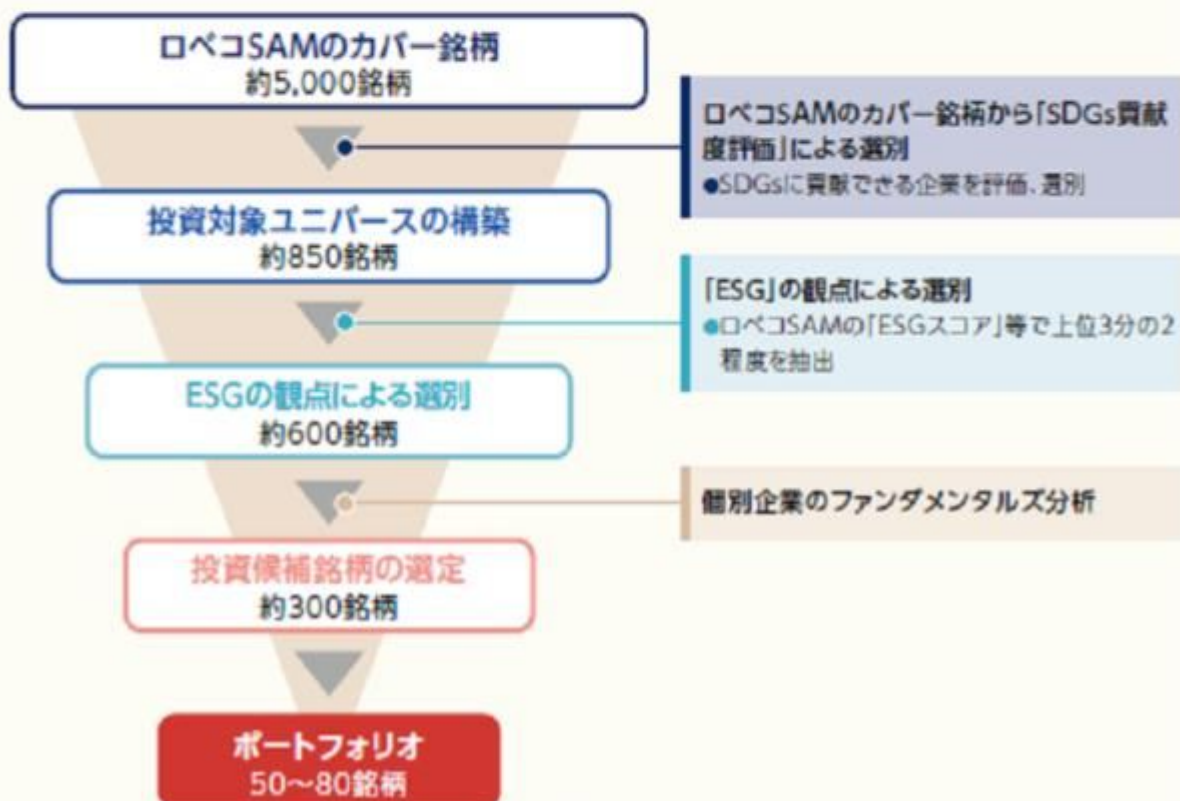 ロベコSAMのカバー銘柄
約5,000銘柄
ロベコSAMのカバー銘柄から「SDGs貢献
度評価」による選別
●SDGsに貢献できる企業を評価、選別
投資対象ユニバースの構築
約850銘柄
「ESG」の観点による選別
●ロベコSAMの「ESGスコア」等で上位3分の2
程度を抽出
ESGの観点による選別
約600銘柄
個別企業のファンダメンタルズ分析
投資候補銘柄の選定
約300銘柄
ポートフォリオ
50～80銘柄